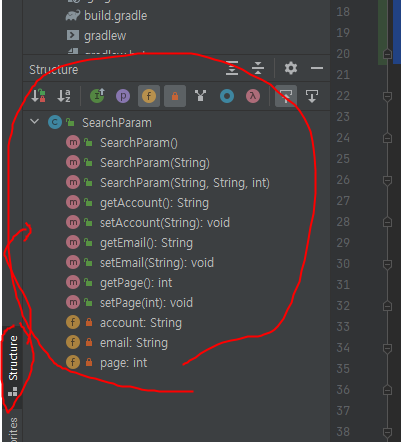 build.gradle
gradlew
Structure
SearchParam
SearchParam()
SearchParam(String)
SearchParam(String, String, int)
getAccount(): String
setAccount(String): void
getEmail(): String
setEmail(String): void
getPage(): int
setPage(int): void
account: String
email: String
page: int
Structure
18
19
20
21
22
23
24
25
26
27
28
29
30
31
32
33
34
35
36
37
38